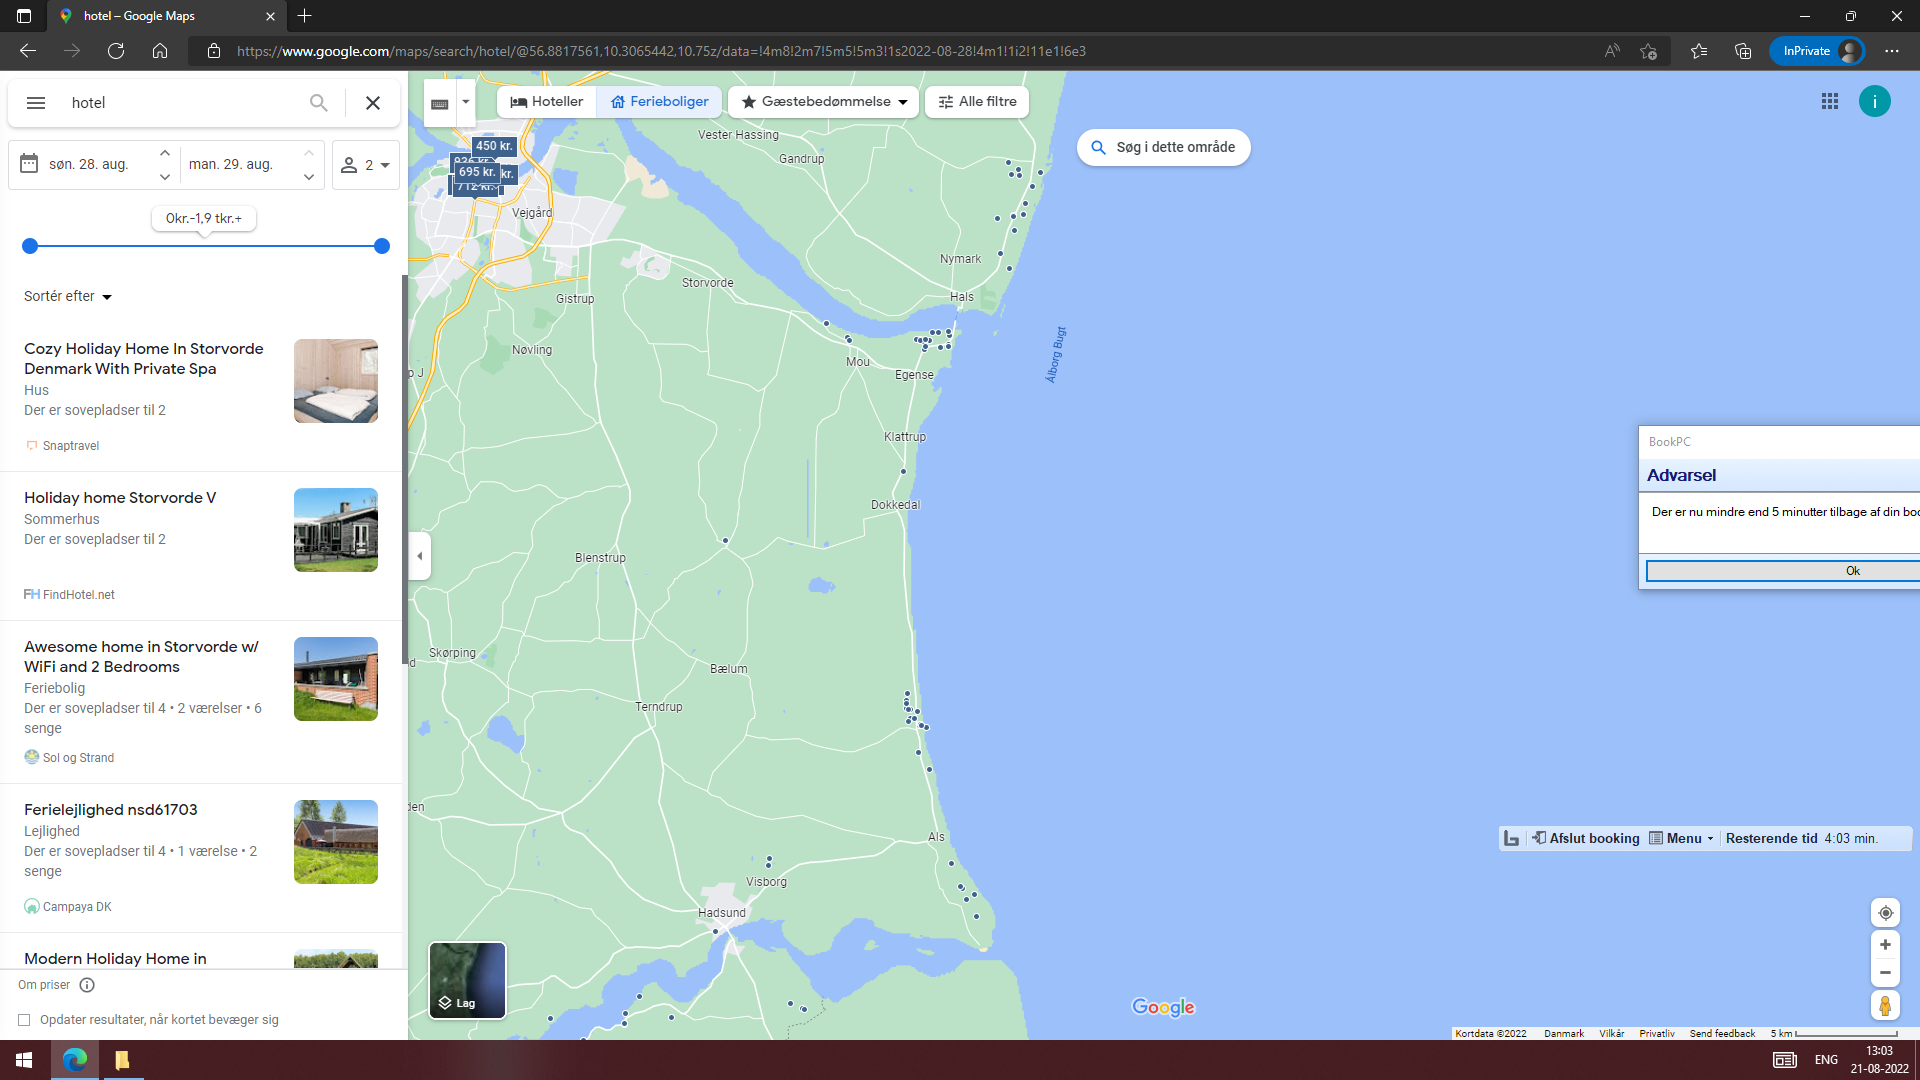 hotel – Google Maps
https://www.google.com/maps/search/hotel/@56.8817561,10.3065442,10.75z/data=!4m8!2m7!5m5!5m3!1s2022-08-28!4m1!1i2!11e1!6e3
InPrivate
hotel
søn. 28. aug.
man. 29. aug.
2
0kr.-1,9 tkr.+
Sortér efter
Cozy Holiday Home In Storvorde
Denmark With Private Spa
Hus
Der er sovepladser til 2
Snaptravel
Holiday home Storvorde V
Sommerhus
Der er sovepladser til 2
FH FindHotel.net
Awesome home in Storvorde w/
WiFi and 2 Bedrooms
Feriebolig
Der er sovepladser til 4 • 2 værelser • 6
senge
Sol og Strand
Ferielejlighed nsd61703
Lejlighed
Der er sovepladser til 4 • 1 værelse • 2
senge
Campaya DK
Modern Holiday Home in
Om priser
Opdater resultater, når kortet bevæger sig
Hoteller
Ferieboliger
Gæstebedømmelse
Alle filtre
i
Søg i dette område
450 kr.
695 kr.
kr.
712 kr.
Vester Hassing
Gandrup
Vejgård
Nymark
Storvorde
Hals
Gistrup
Ålborg Bugt
Nøvling
Mou
p J
Egense
Klattrup
Dokkedal
Blenstrup
Skørping
d
Bælum
Terndrup
den
Als
Visborg
Hadsund
Lag
Google
BookPC
Advarsel
Der er nu mindre end 5 minutter tilbage af din boo
Ok
Afslut booking
Menu
Resterende tid 4:03 min.
Kortdata ©2022
Danmark
Vilkår
Privatliv
Send feedback
5 km
ENG
13:03
21-08-2022